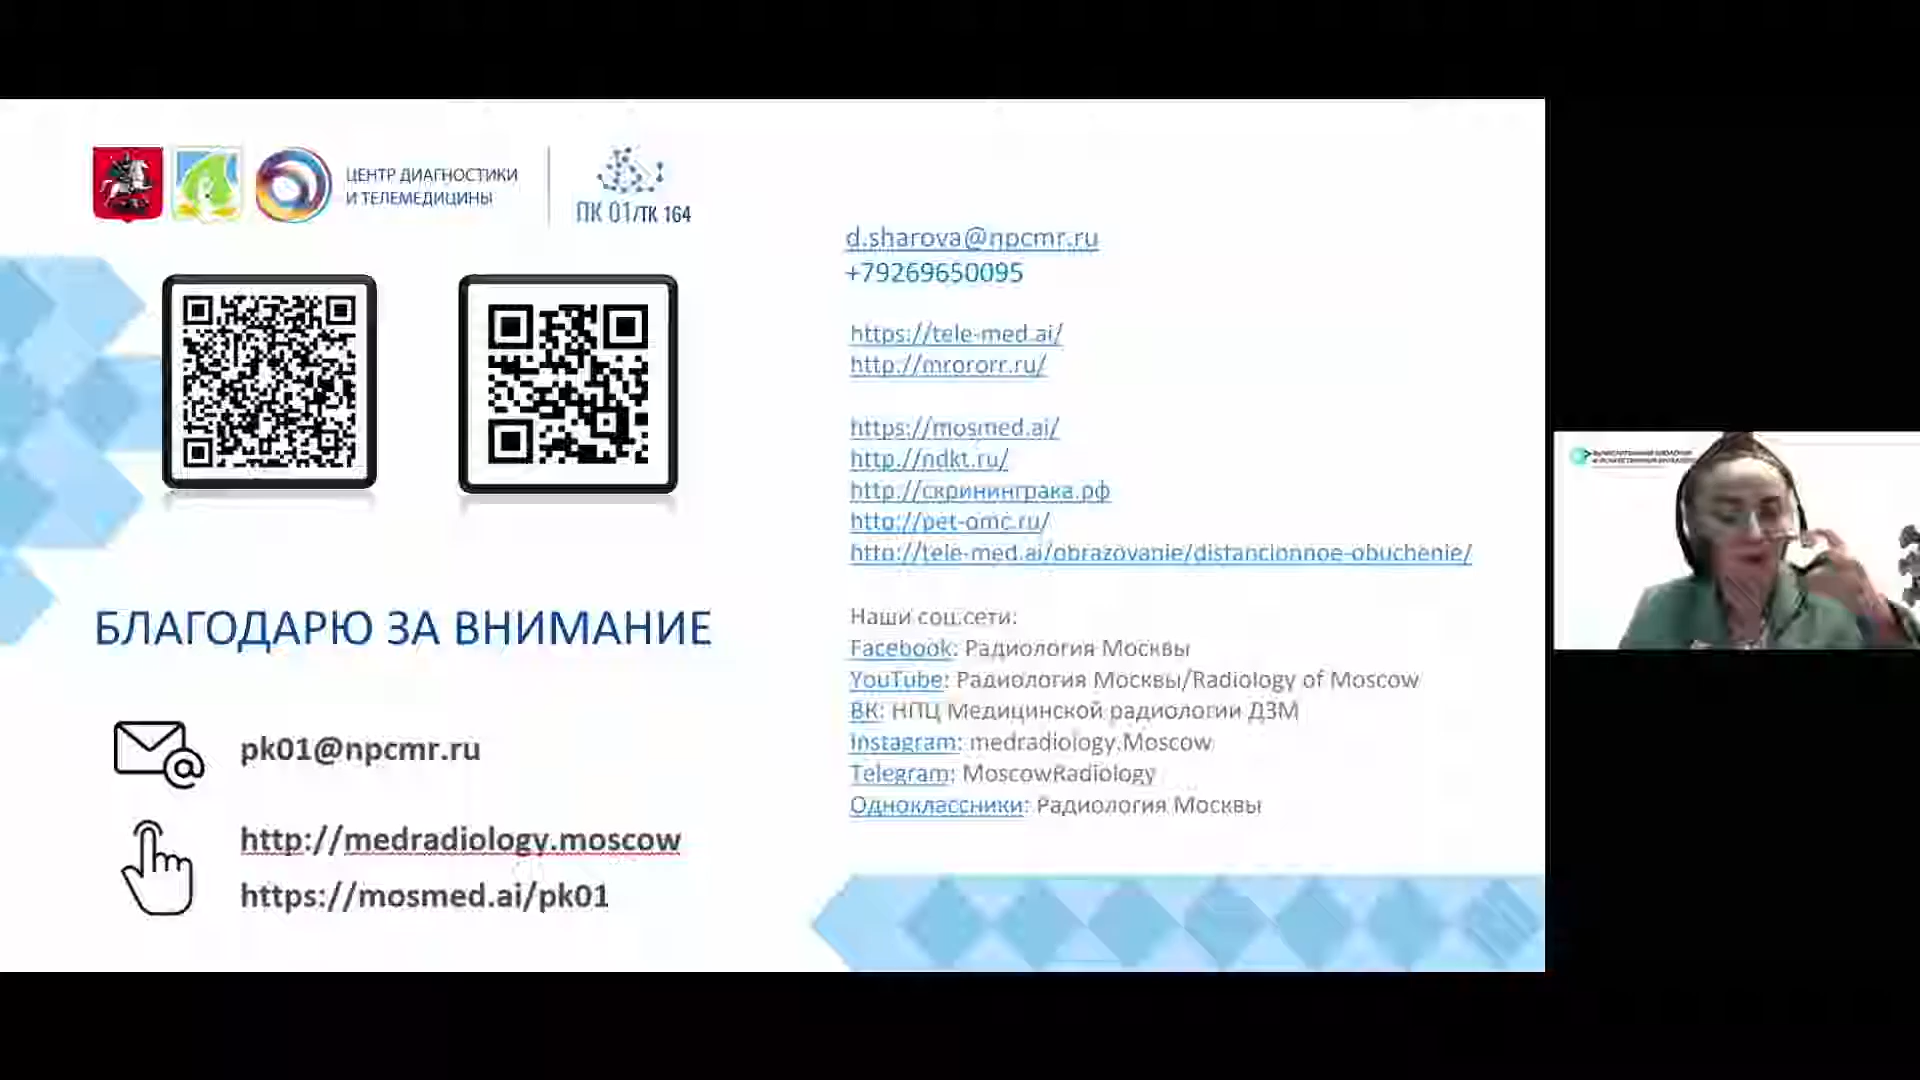 ЦЕНТР ДИАГНОСТИКИ
И ТЕЛЕМЕДИЦИНЫ
ПК 01/ТК 164
БЛАГОДАРЮ ЗА ВНИМАНИЕ
pk01@npcmr.ru
http://medradiology.moscow
https://mosmed.ai/pk01
d.sharova@npcmr.ru
+79269650095
https://tele-med.ai/
http://mrororr.ru/
https://mosmed.ai/
http://ndkt.ru/
http://скрининграка.рф
http://pet-omc.ru/
http://tele-med.ai/obrazovanie/distancionnoe-obuchenie/
Наши соц.сети:
Facebook: Радиология Москвы
YouTube: Радиология Москвы/Radiology of Moscow
ВК: НПЦ Медицинской радиологии ДЗМ
Instagram: medradiology.Moscow
Telegram: MoscowRadiology
Одноклассники: Радиология Москвы